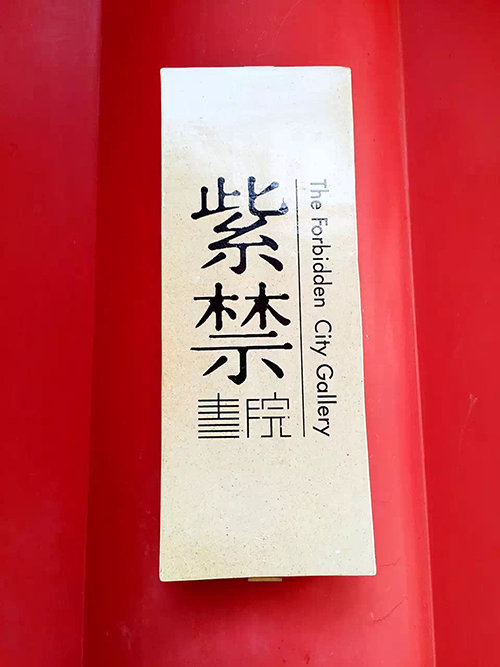 紫禁
書院
The Forbidden City Gallery